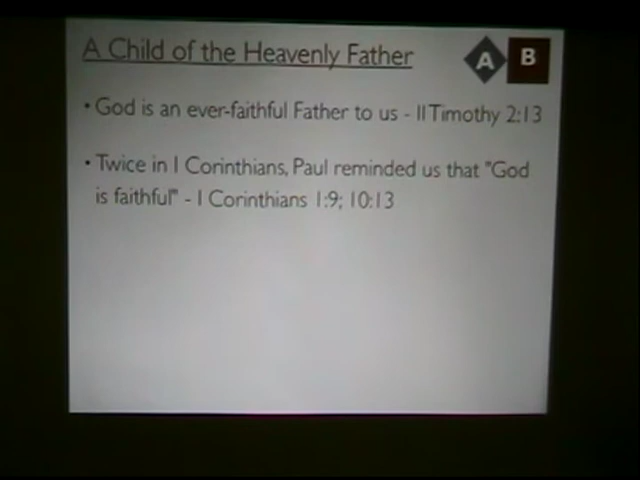 A Child of the Heavenly Father
A B
• God is an ever-faithful Father to us - II Timothy 2:13
• Twice in I Corinthians, Paul reminded us that "God
is faithful" - I Corinthians 1:9; 10:13